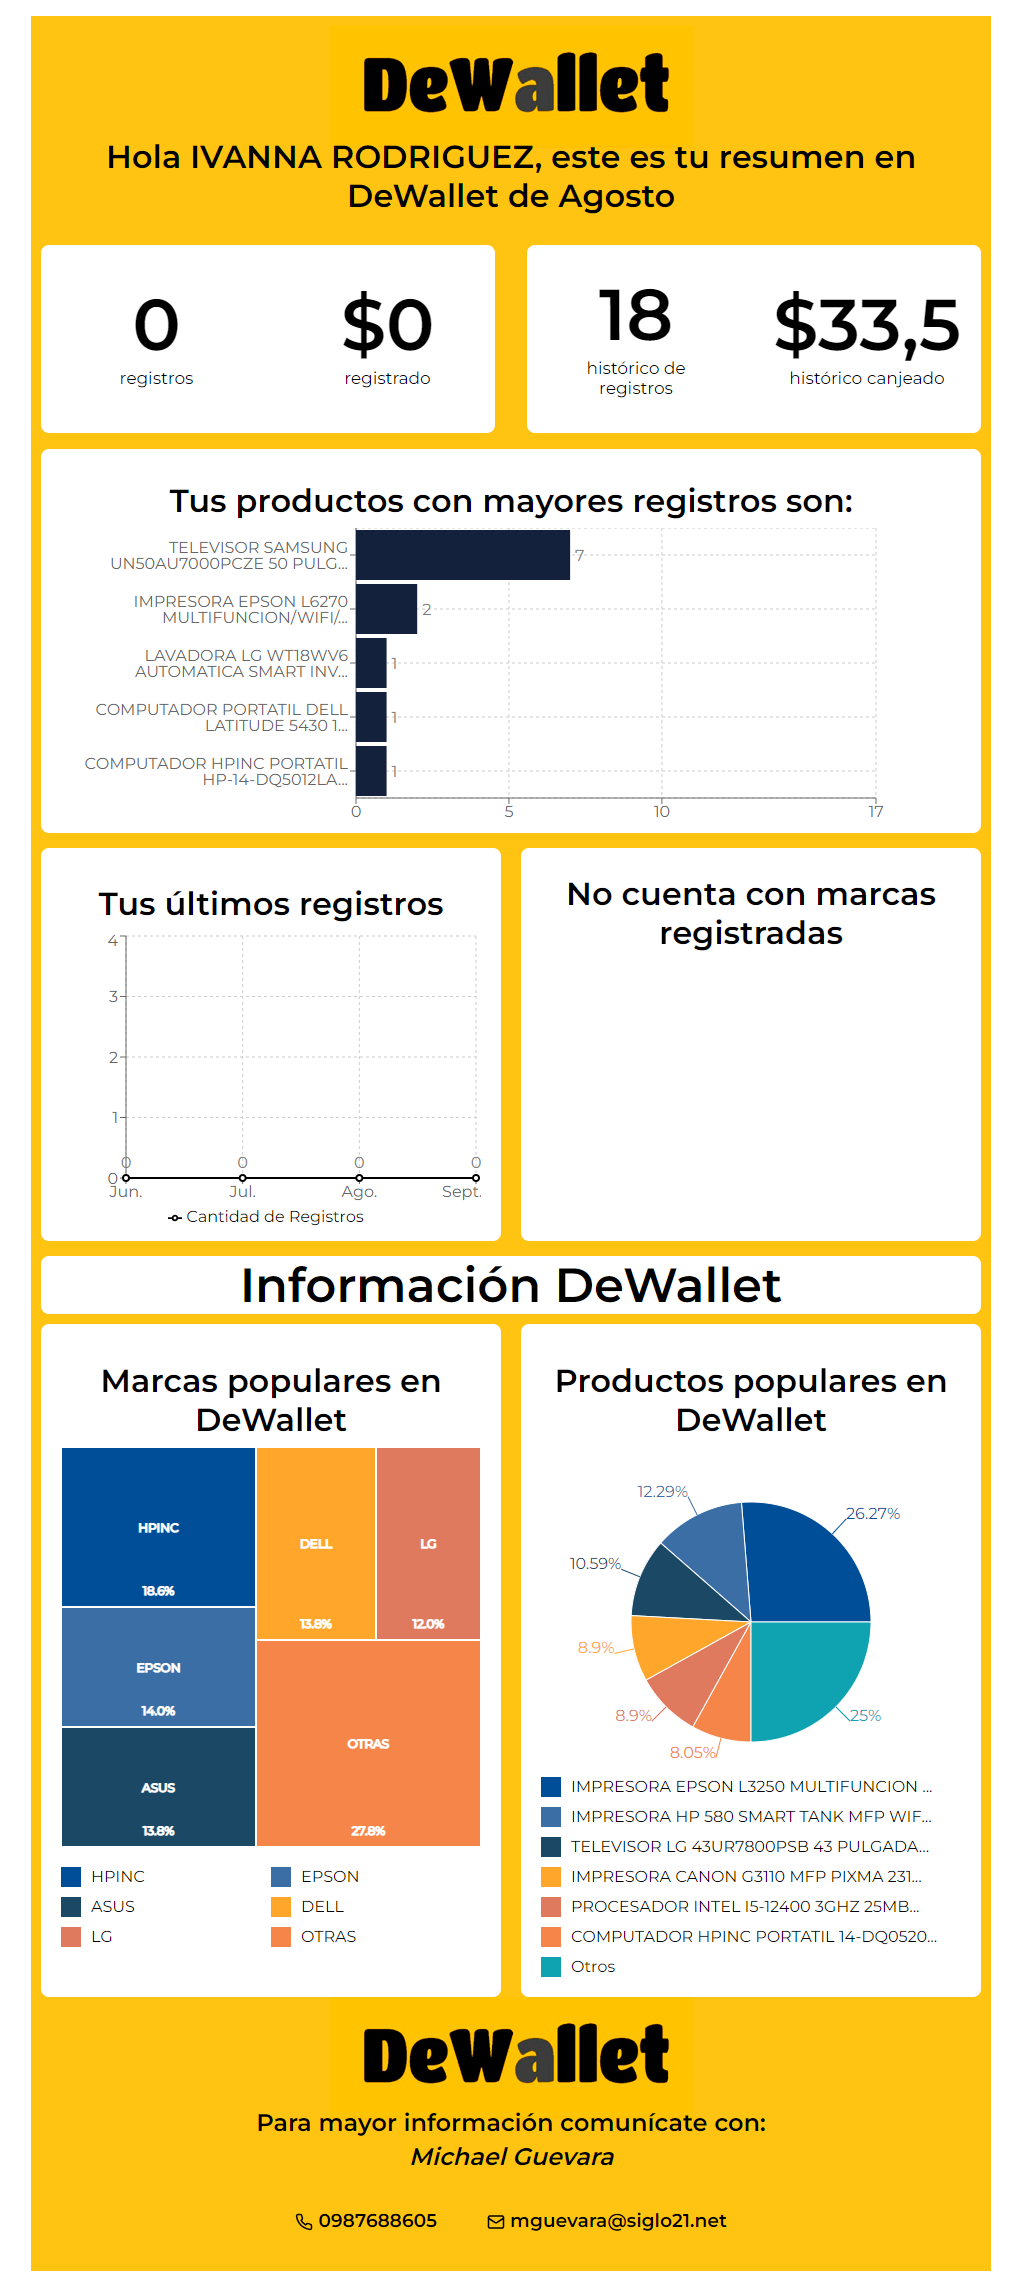 DeWallet
Hola IVANNA RODRIGUEZ, este es tu resumen en
DeWallet de Agosto
0
registros
$0
registrado
18
histórico de
registros
$33,5
histórico canjeado
Tus productos con mayores registros son:
TELEVISOR SAMSUNG
UN50AU7000PCZE 50 PULG...
7
IMPRESORA EPSON L6270
MULTIFUNCION/WIFI/...
2
LAVADORA LG WT18WV6
AUTOMATICA SMART INV...
1
COMPUTADOR PORTATIL DELL
LATITUDE 5430 1...
1
COMPUTADOR HPINC PORTATIL
HP-14-DQ5012LA...
1
0 5 10 17
Tus últimos registros
4
3
2
1
0
0 0 0 0
Jun. Jul. Ago. Sept.
Cantidad de Registros
No cuenta con marcas
registradas
Información DeWallet
Marcas populares en
DeWallet
HPINC
18.6%
EPSON
14.0%
ASUS
13.8%
DELL
13.8%
LG
12.0%
OTRAS
27.8%
HPINC EPSON
ASUS DELL
LG OTRAS
Productos populares en
DeWallet
12.29%
26.27%
10.59%
8.9%
8.9%
8.05%
25%
IMPRESORA EPSON L3250 MULTIFUNCION ...
IMPRESORA HP 580 SMART TANK MFP WIF...
TELEVISOR LG 43UR7800PSB 43 PULGADA...
IMPRESORA CANON G3110 MFP PIXMA 231...
PROCESADOR INTEL I5-12400 3GHZ 25MB...
COMPUTADOR HPINC PORTATIL 14-DQ0520...
Otros
DeWallet
Para mayor información comunícate con:
Michael Guevara
0987688605 mguevara@siglo21.net